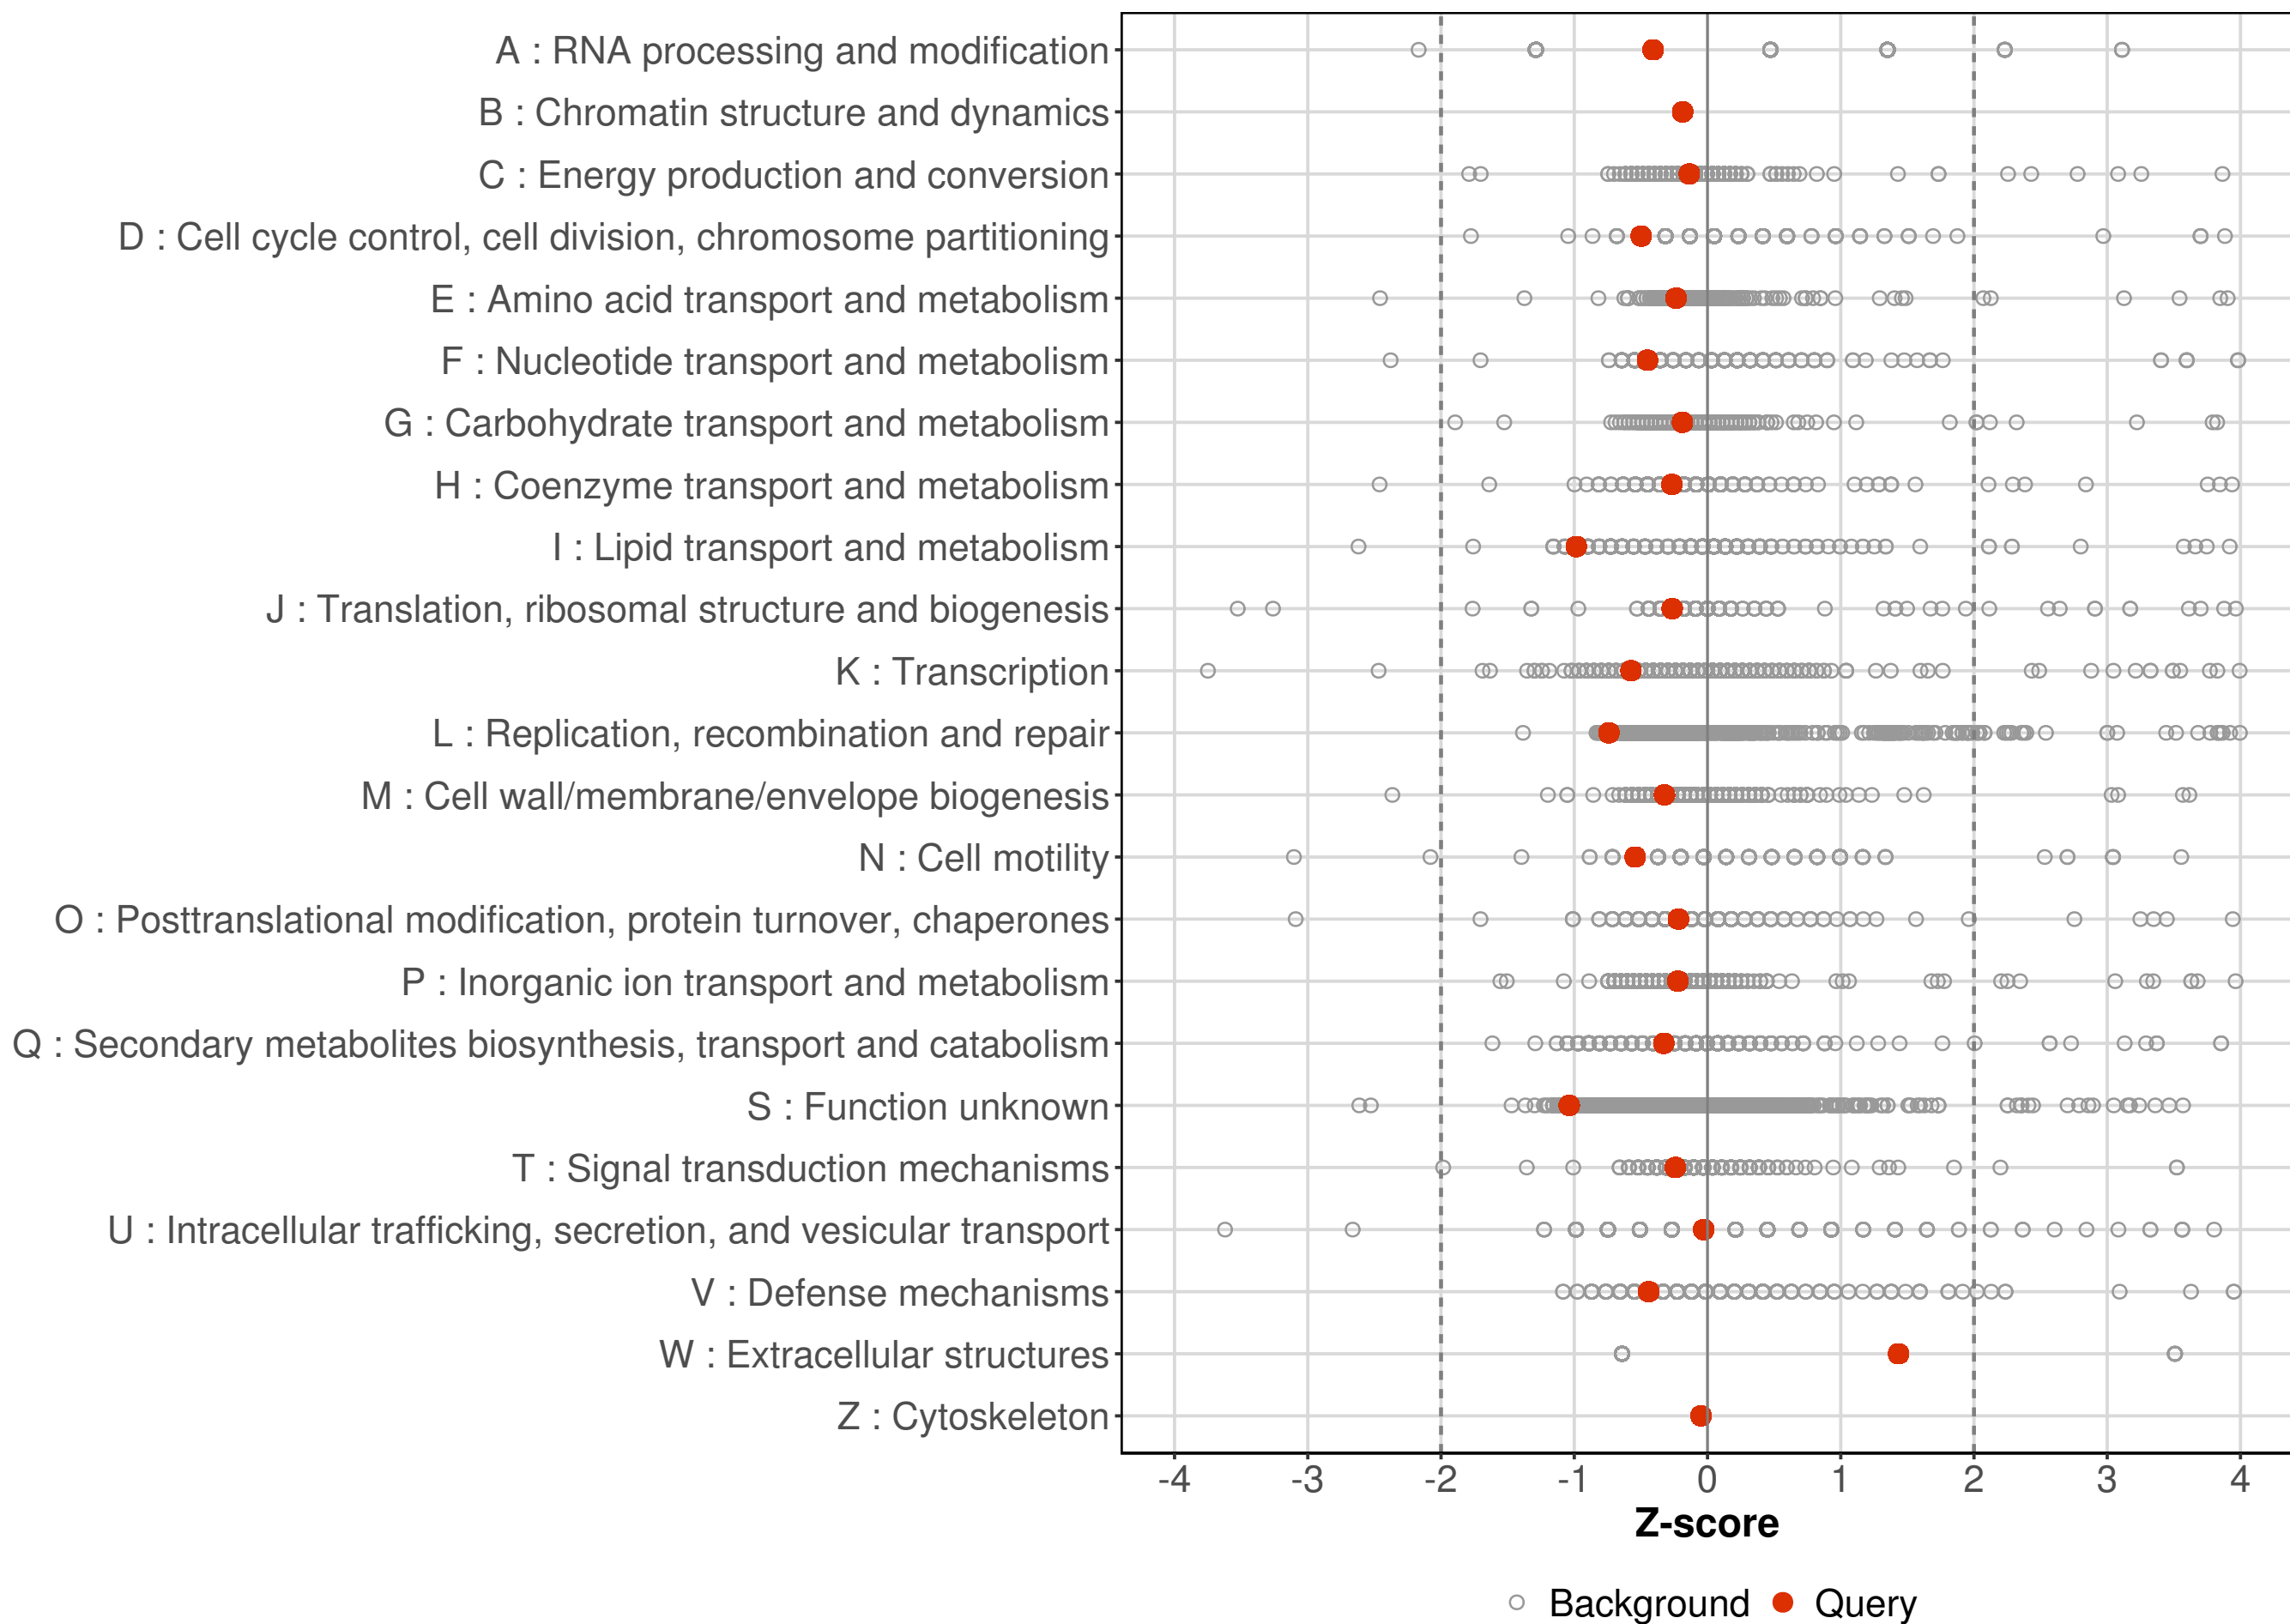 A : RNA processing and modification
B : Chromatin structure and dynamics
C : Energy production and conversion
D : Cell cycle control, cell division, chromosome partitioning
E : Amino acid transport and metabolism
F : Nucleotide transport and metabolism
G : Carbohydrate transport and metabolism
H : Coenzyme transport and metabolism
I : Lipid transport and metabolism
J : Translation, ribosomal structure and biogenesis
K : Transcription
L : Replication, recombination and repair
M : Cell wall/membrane/envelope biogenesis
N : Cell motility
O : Posttranslational modification, protein turnover, chaperones
P : Inorganic ion transport and metabolism
Q : Secondary metabolites biosynthesis, transport and catabolism
S : Function unknown
T : Signal transduction mechanisms
U : Intracellular trafficking, secretion, and vesicular transport
V : Defense mechanisms
W : Extracellular structures
Z : Cytoskeleton
-4 -3 -2 -1 0 1 2 3 4
Z-score
Background Query